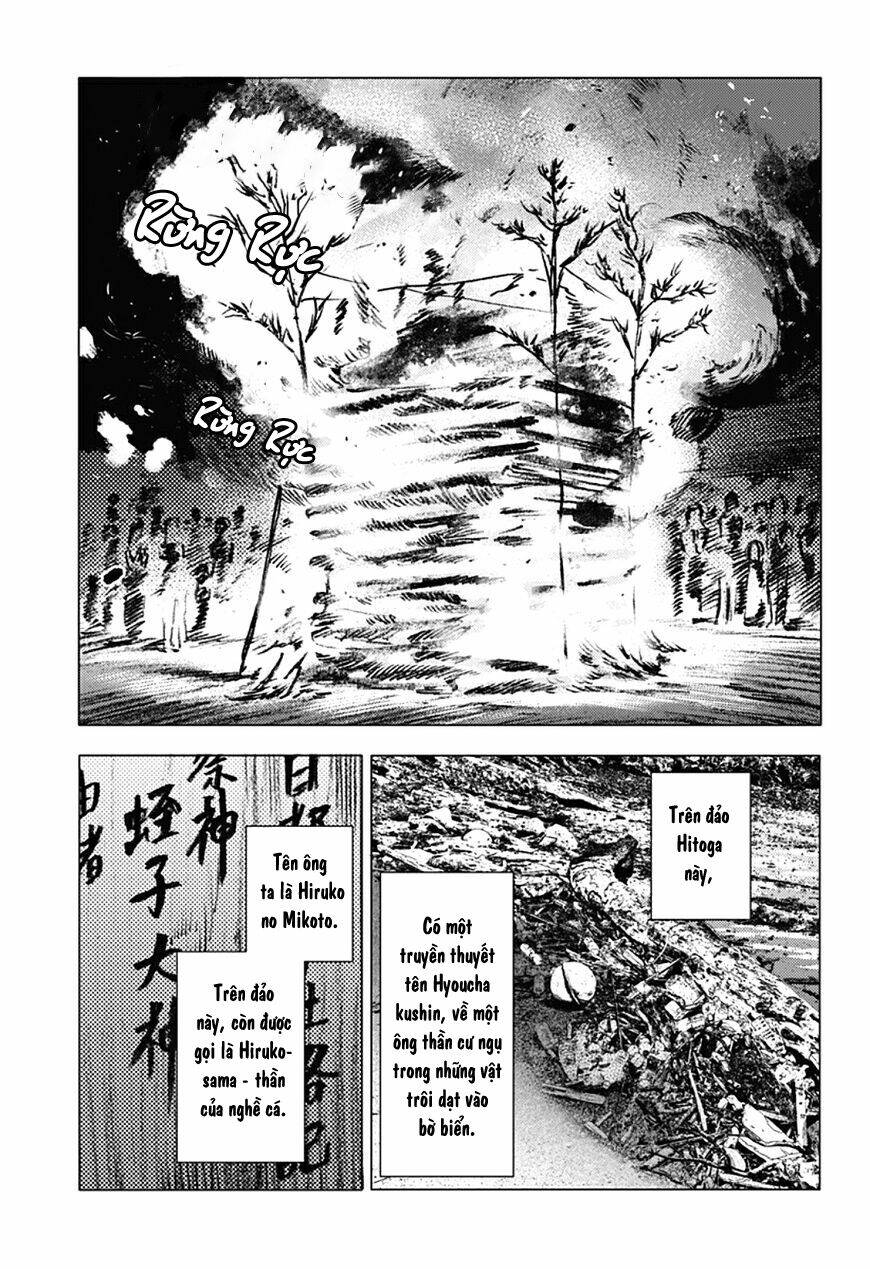 Rừng Rực
Rừng Rực
Trên đảo
Hitoga
này,
Có một
truyền thuyết
tên Hyoucha
kushin, về một
ông thần cư ngụ
trong những vật
trôi dạt vào
bờ biển.
祭神
蛭子大神
Tên ông
ta là Hiruko
no Mikoto.
Trên đảo
này, còn được
gọi là Hiruko-
sama - thần
của nghề cá.